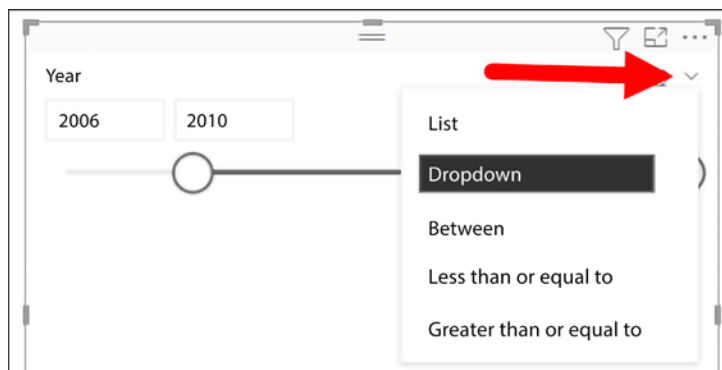 Year
2006
2010
List
Dropdown
Between
Less than or equal to
Greater than or equal to